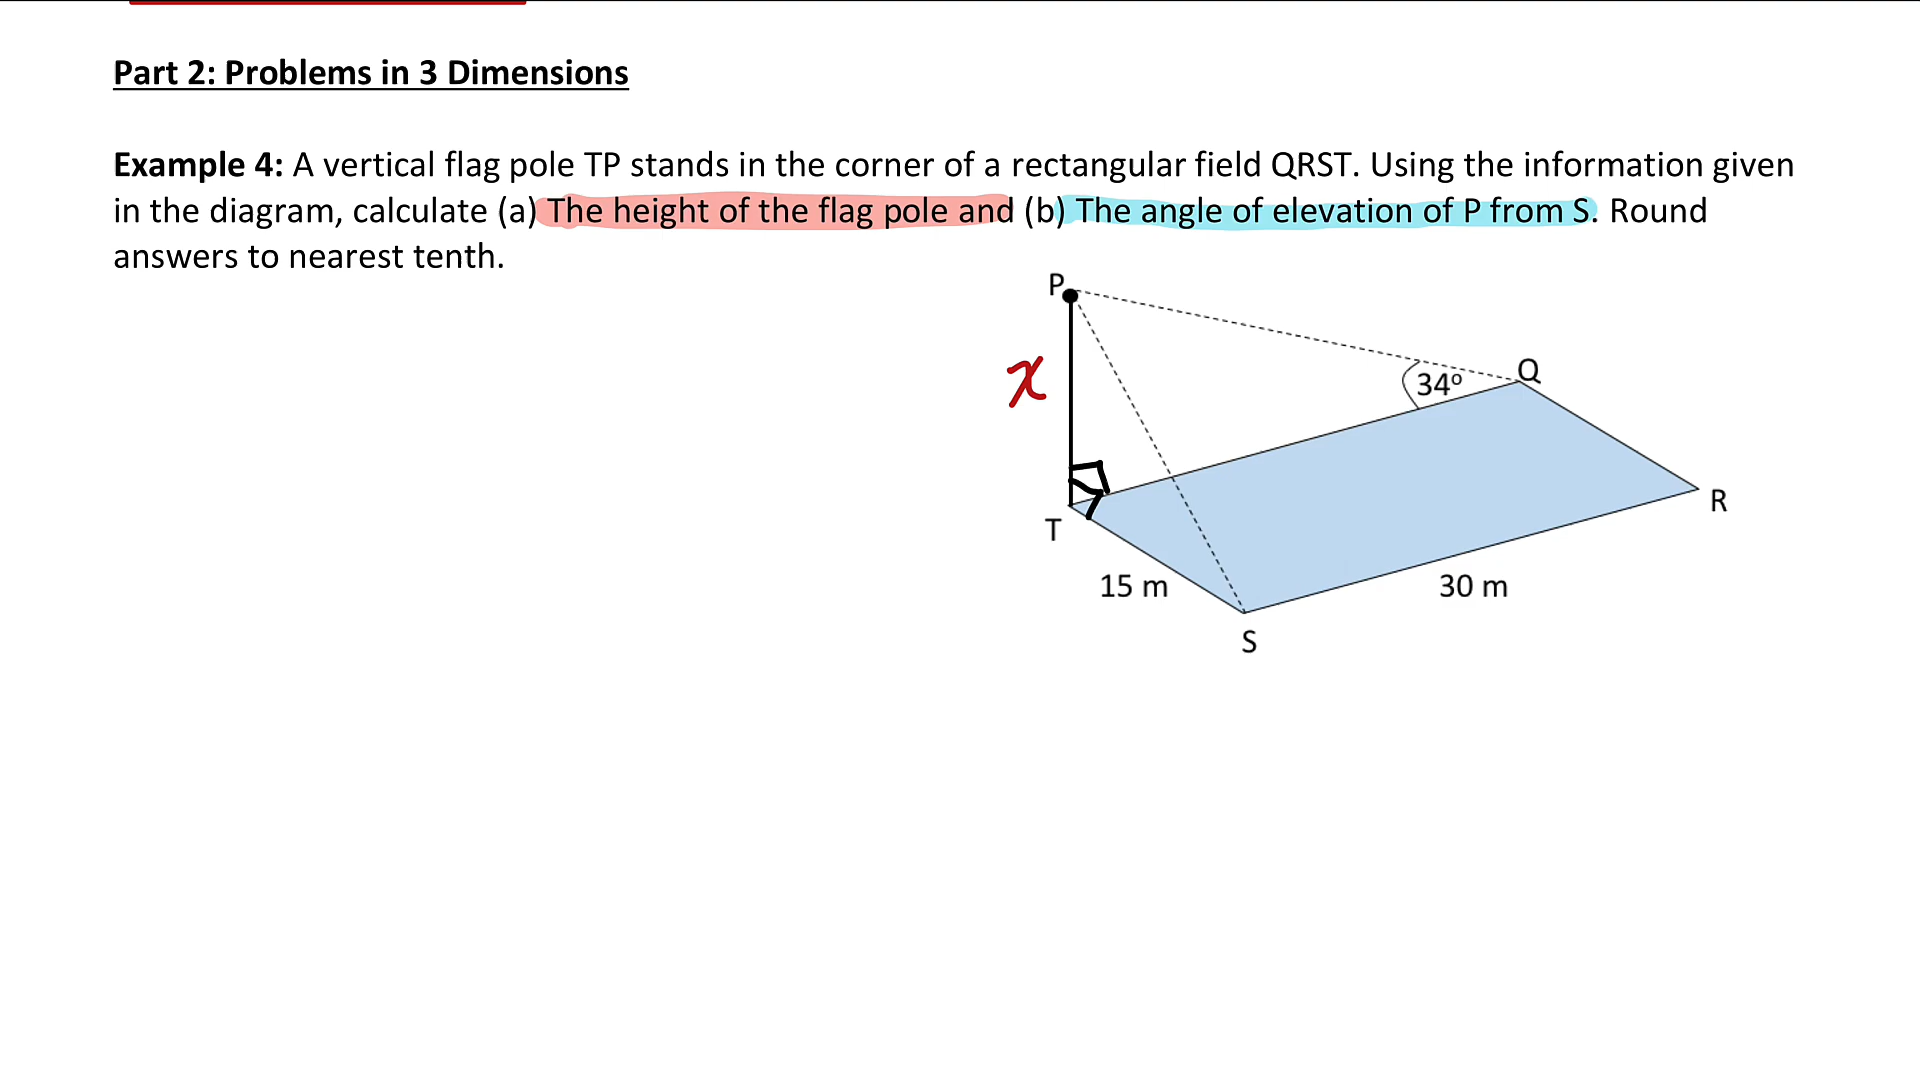 Part 2: Problems in 3 Dimensions
Example 4: A vertical flag pole TP stands in the corner of a rectangular field QRST. Using the information given
in the diagram, calculate (a) The height of the flag pole and (b) The angle of elevation of P from S. Round
answers to nearest tenth.
P
x
34º
Q
R
T
15 m
30 m
S